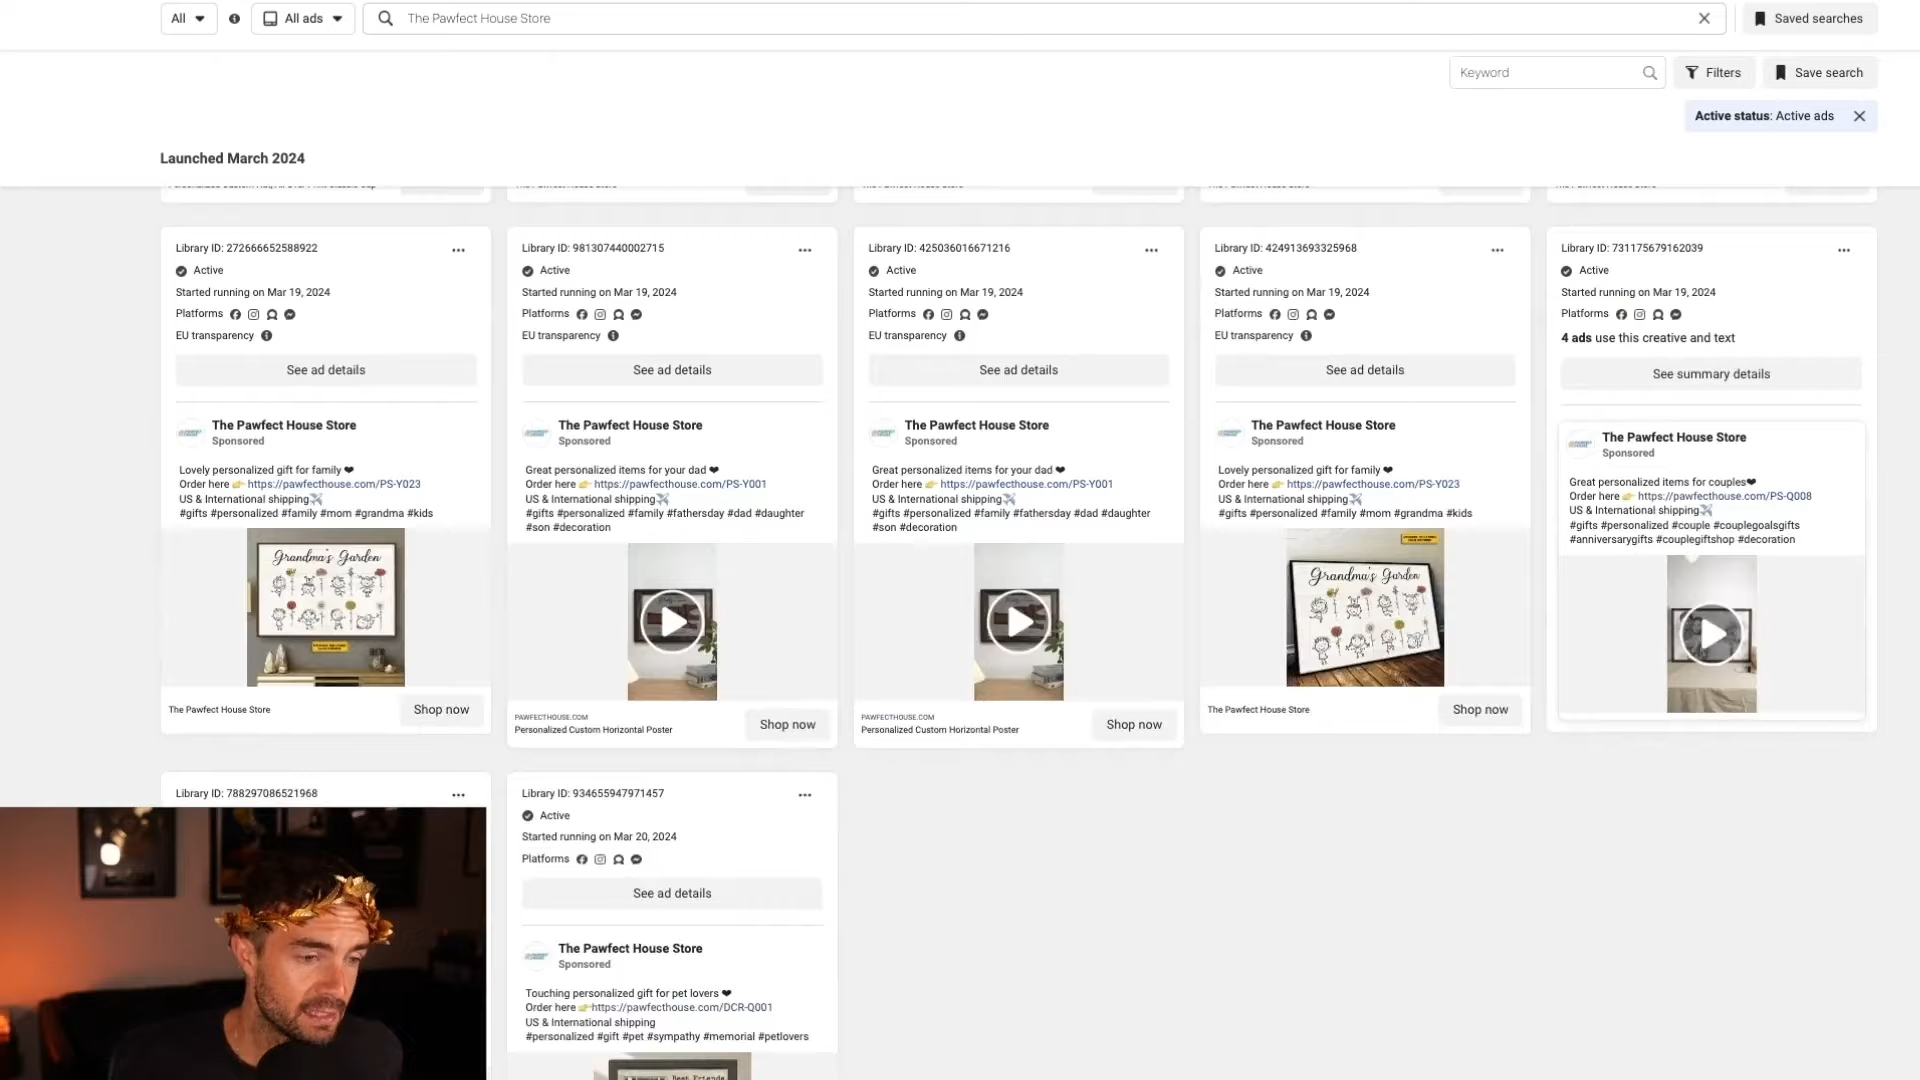 All
All ads
The Pawfect House Store
Saved searches
Keyword
Filters
Save search
Active status: Active ads
Launched March 2024
Library ID: 272666652588922
Active
Started running on Mar 19, 2024
Platforms
EU transparency
See ad details
The Pawfect House Store
Sponsored
Lovely personalized gift for family ❤
Order here 👉 https://pawfecthouse.com/PS-Y023
US & International shipping✈️
#gifts #personalized #family #mom #grandma #kids
Grandma's Garden
The Pawfect House Store
Shop now
Library ID: 981307440002715
Active
Started running on Mar 19, 2024
Platforms
EU transparency
See ad details
The Pawfect House Store
Sponsored
Great personalized items for your dad ❤
Order here 👉 https://pawfecthouse.com/PS-Y001
US & International shipping✈️
#gifts #personalized #family #fathersday #dad #daughter
#son #decoration
PAWFECTHOUSE.COM
Personalized Custom Horizontal Poster
Shop now
Library ID: 425036016671216
Active
Started running on Mar 19, 2024
Platforms
EU transparency
See ad details
The Pawfect House Store
Sponsored
Great personalized items for your dad ❤
Order here 👉 https://pawfecthouse.com/PS-Y001
US & International shipping✈️
#gifts #personalized #family #fathersday #dad #daughter
#son #decoration
PAWFECTHOUSE.COM
Personalized Custom Horizontal Poster
Shop now
Library ID: 424913693325968
Active
Started running on Mar 19, 2024
Platforms
EU transparency
See ad details
The Pawfect House Store
Sponsored
Lovely personalized gift for family ❤
Order here 👉 https://pawfecthouse.com/PS-Y023
US & International shipping✈️
#gifts #personalized #family #mom #grandma #kids
Grandma's Garden
The Pawfect House Store
Shop now
Library ID: 731175679162039
Active
Started running on Mar 19, 2024
Platforms
4 ads use this creative and text
See summary details
The Pawfect House Store
Sponsored
Great personalized items for couples❤
Order here 👉 https://pawfecthouse.com/PS-Q008
US & International shipping✈️
#gifts #personalized #couple #couplegoalsgifts
#anniversarygifts #couplegiftshop #decoration
Library ID: 788297086521968
Library ID: 934655947971457
Active
Started running on Mar 20, 2024
Platforms
See ad details
The Pawfect House Store
Sponsored
Touching personalized gift for pet lovers ❤
Order here 👉https://pawfecthouse.com/DCR-Q001
US & International shipping
#personalized #gift #pet #sympathy #memorial #petlovers
Best Friends